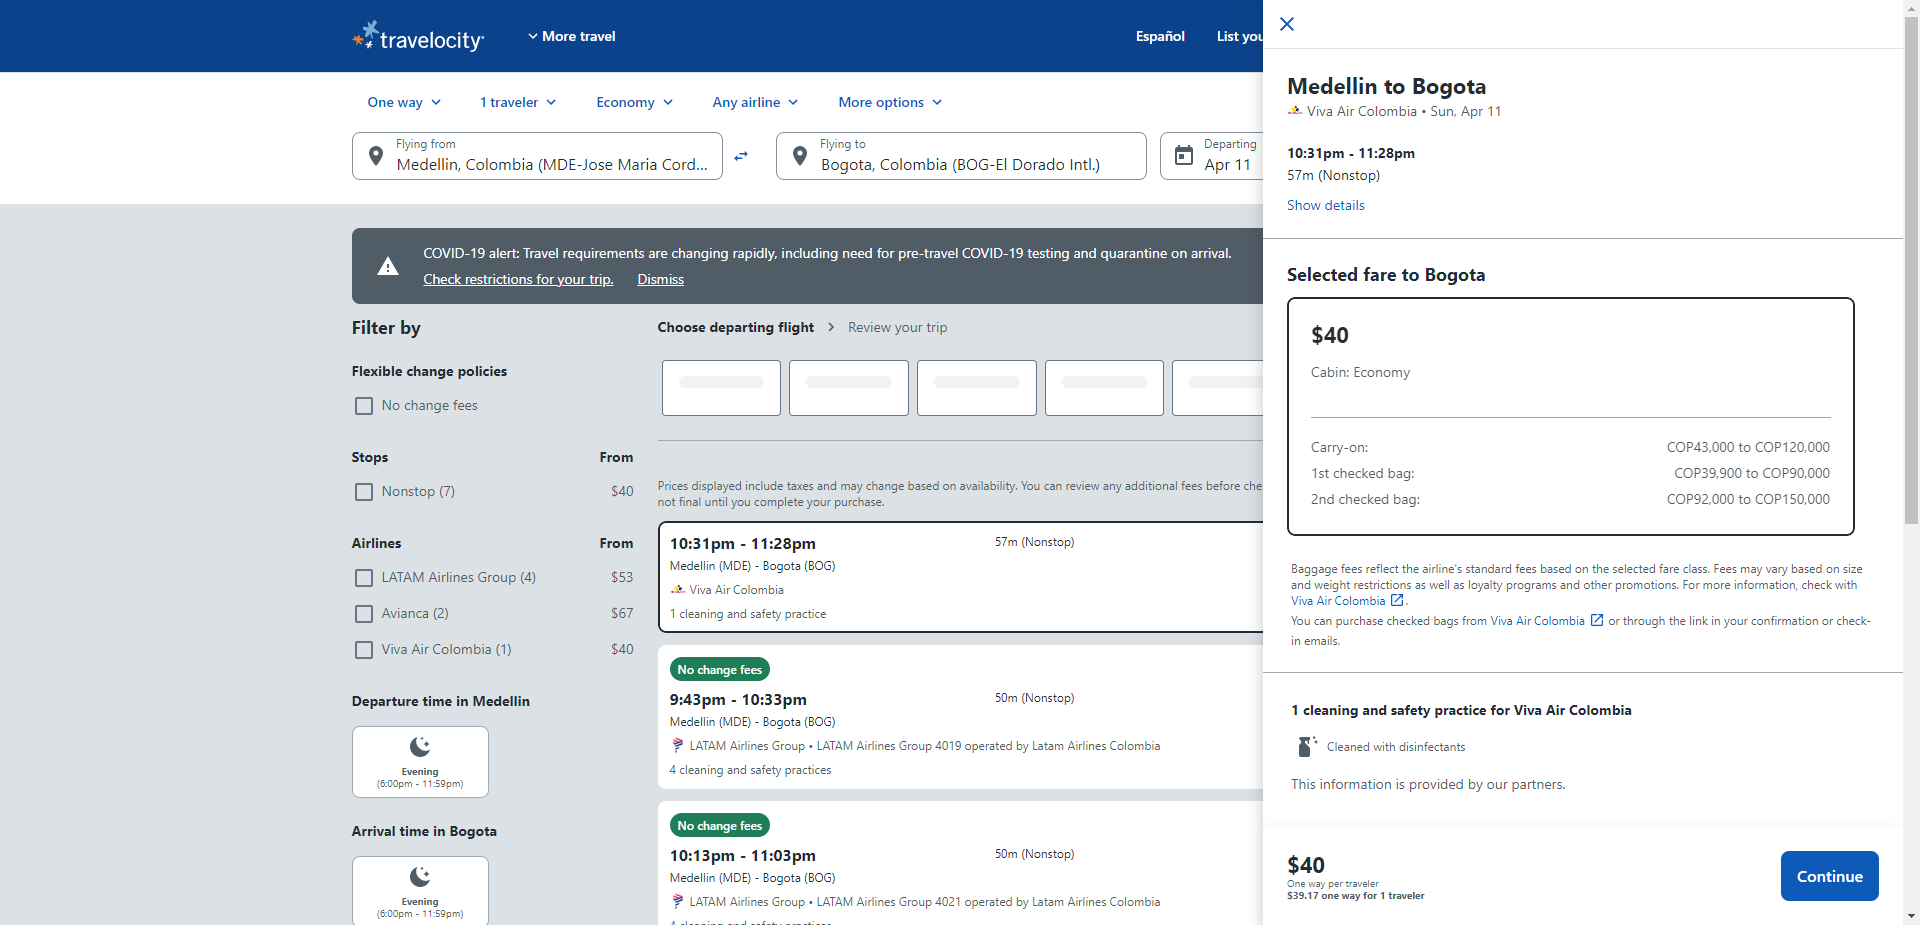 travelocity
More travel
Español
List you
One way
1 traveler
Economy
Any airline
More options
Flying from
Medellin, Colombia (MDE-Jose Maria Cord...
Flying to
Bogota, Colombia (BOG-El Dorado Intl.)
Departing
Apr 11
COVID-19 alert: Travel requirements are changing rapidly, including need for pre-travel COVID-19 testing and quarantine on arrival.
Check restrictions for your trip. Dismiss
Filter by
Flexible change policies
No change fees
Stops From
Nonstop (7) $40
Airlines From
LATAM Airlines Group (4) $53
Avianca (2) $67
Viva Air Colombia (1) $40
Departure time in Medellin
Evening
(6:00pm - 11:59pm)
Arrival time in Bogota
Evening
(6:00pm - 11:59pm)
Choose departing flight Review your trip
Prices displayed include taxes and may change based on availability. You can review any additional fees before che
not final until you complete your purchase.
10:31pm - 11:28pm 57m (Nonstop)
Medellin (MDE) - Bogota (BOG)
Viva Air Colombia
1 cleaning and safety practice
No change fees
9:43pm - 10:33pm 50m (Nonstop)
Medellin (MDE) - Bogota (BOG)
LATAM Airlines Group • LATAM Airlines Group 4019 operated by Latam Airlines Colombia
4 cleaning and safety practices
No change fees
10:13pm - 11:03pm 50m (Nonstop)
Medellin (MDE) - Bogota (BOG)
LATAM Airlines Group • LATAM Airlines Group 4021 operated by Latam Airlines Colombia
4 cleaning and safety practices
Medellin to Bogota
Viva Air Colombia • Sun, Apr 11
10:31pm - 11:28pm
57m (Nonstop)
Show details
Selected fare to Bogota
$40
Cabin: Economy
Carry-on: COP43,000 to COP120,000
1st checked bag: COP39,900 to COP90,000
2nd checked bag: COP92,000 to COP150,000
Baggage fees reflect the airline's standard fees based on the selected fare class. Fees may vary based on size
and weight restrictions as well as loyalty programs and other promotions. For more information, check with
Viva Air Colombia .
You can purchase checked bags from Viva Air Colombia or through the link in your confirmation or check-
in emails.
1 cleaning and safety practice for Viva Air Colombia
Cleaned with disinfectants
This information is provided by our partners.
$40
One way per traveler
$39.17 one way for 1 traveler
Continue